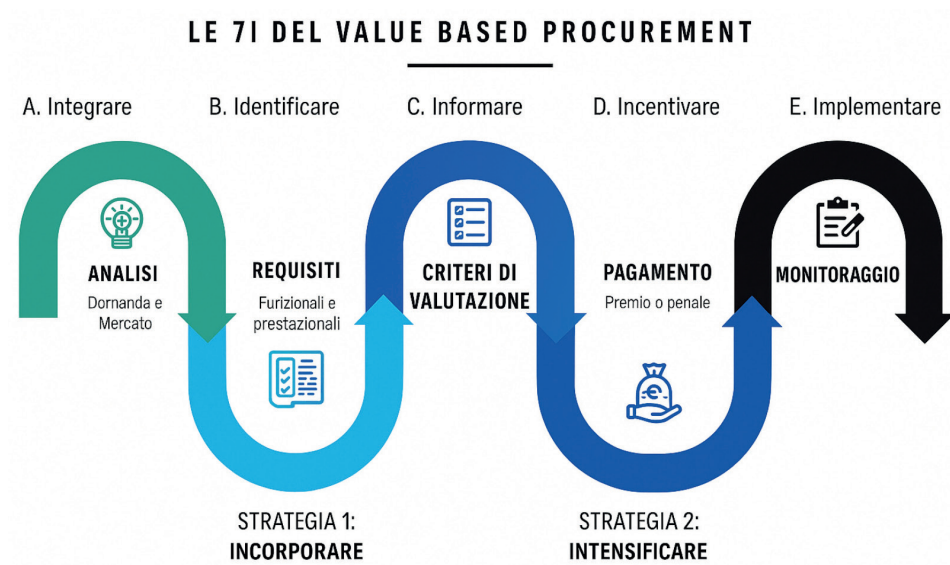 LE 7I DEL VALUE BASED PROCUREMENT
A. Integrare
B. Identificare
C. Informare
D. Incentivare
E. Implementare
ANALISI
Dornanda e
Mercato
REQUISITI
Furizionali e
prestazionali
CRITERI DI
VALUTAZIONE
PAGAMENTO
Premio o penale
MONITORAGGIO
€
STRATEGIA 1:
INCORPORARE
STRATEGIA 2:
INTENSIFICARE